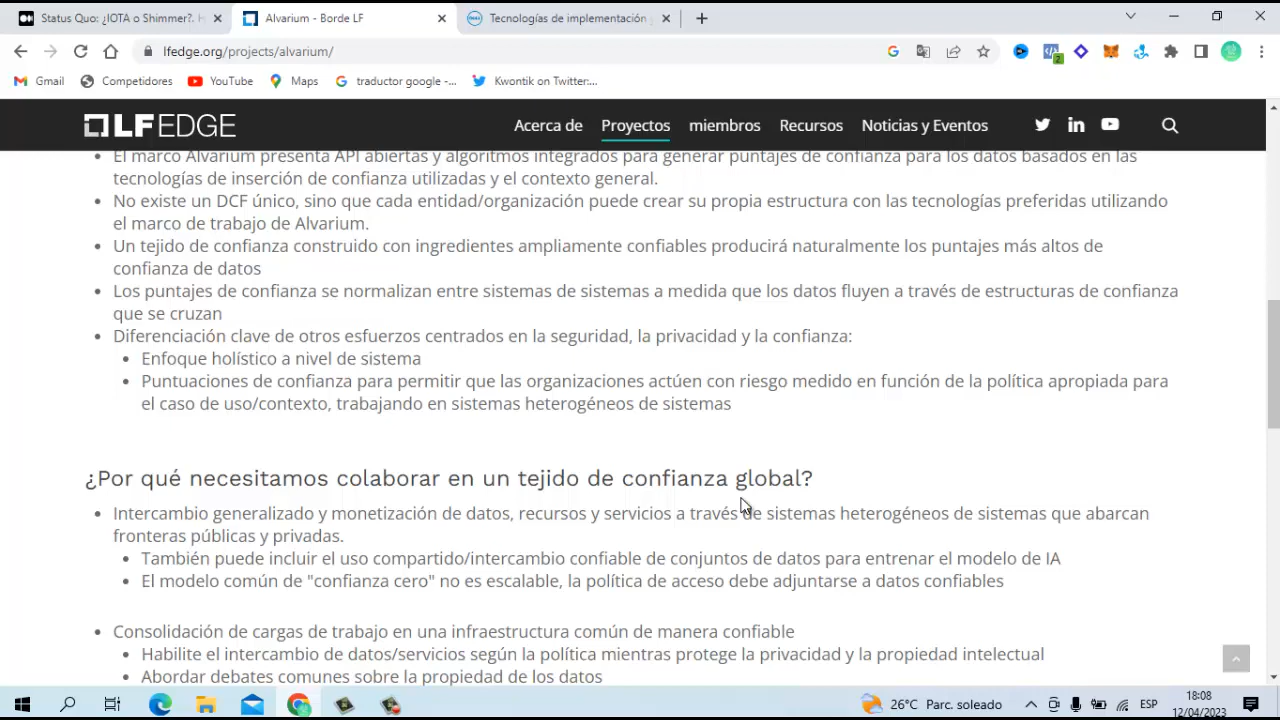 Status Quo: ¿IOTA o Shimmer?. H
Alvarium - Borde LF
Tecnologías de implementación
lfedge.org/projects/alvarium/
2
Gmail
Competidores
YouTube
Maps
traductor google -...
Kwontik on Twitter:...
LFEDGE
Acerca de
Proyectos
miembros
Recursos
Noticias y Eventos
El marco Alvarium presenta API abiertas y algoritmos integrados para generar puntajes de confianza para los datos basados en las
tecnologías de inserción de confianza utilizadas y el contexto general.
No existe un DCF único, sino que cada entidad/organización puede crear su propia estructura con las tecnologías preferidas utilizando
el marco de trabajo de Alvarium.
Un tejido de confianza construido con ingredientes ampliamente confiables producirá naturalmente los puntajes más altos de
confianza de datos
Los puntajes de confianza se normalizan entre sistemas de sistemas a medida que los datos fluyen a través de estructuras de confianza
que se cruzan
Diferenciación clave de otros esfuerzos centrados en la seguridad, la privacidad y la confianza:
Enfoque holístico a nivel de sistema
Puntuaciones de confianza para permitir que las organizaciones actúen con riesgo medido en función de la política apropiada para
el caso de uso/contexto, trabajando en sistemas heterogéneos de sistemas
¿Por qué necesitamos colaborar en un tejido de confianza global?
Intercambio generalizado y monetización de datos, recursos y servicios a través de sistemas heterogéneos de sistemas que abarcan
fronteras públicas y privadas.
También puede incluir el uso compartido/intercambio confiable de conjuntos de datos para entrenar el modelo de IA
El modelo común de "confianza cero" no es escalable, la política de acceso debe adjuntarse a datos confiables
Consolidación de cargas de trabajo en una infraestructura común de manera confiable
Habilite el intercambio de datos/servicios según la política mientras protege la privacidad y la propiedad intelectual
Abordar debates comunes sobre la propiedad de los datos
26°C Parc. soleado
ESP
18:08
12/04/2023